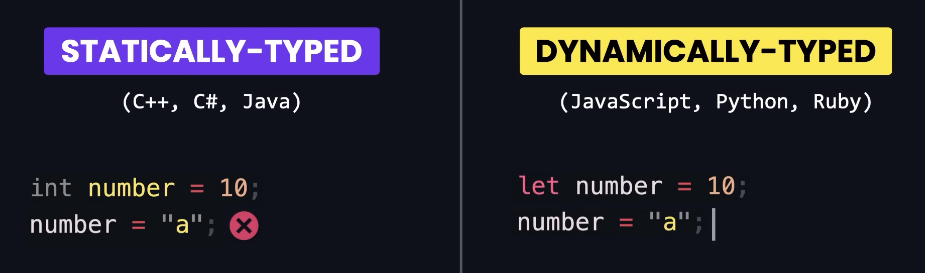 STATICALLY-TYPED
(C++, C#, Java)
int number = 10;
number = "a";
DYNAMICALLY-TYPED
(JavaScript, Python, Ruby)
let number = 10;
number = "a";